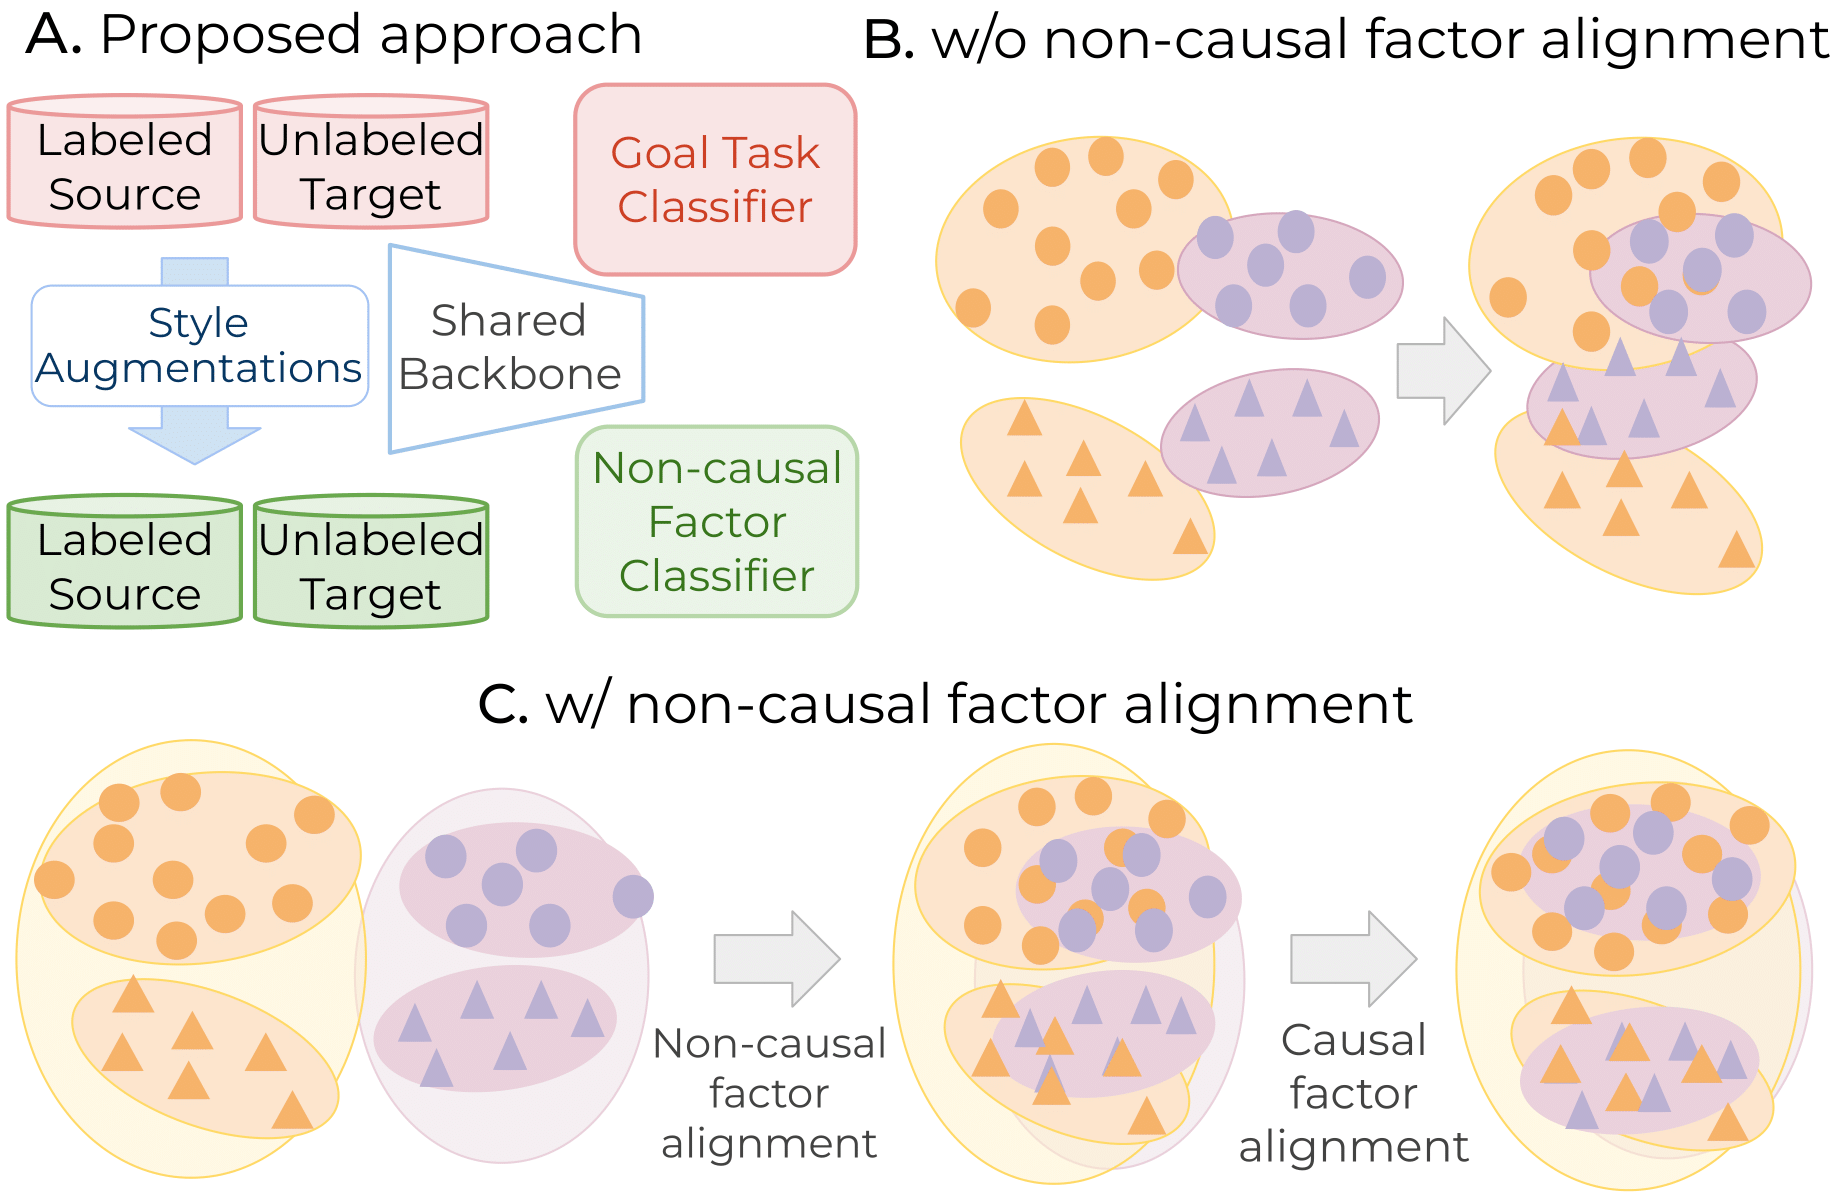 A. Proposed approach
Labeled
Source
Unlabeled
Target
Goal Task
Classifier
Style
Augmentations
Shared
Backbone
Labeled
Source
Unlabeled
Target
Non-causal
Factor
Classifier
B. w/o non-causal factor alignment
C. w/ non-causal factor alignment
Non-causal
factor
alignment
Causal
factor
alignment